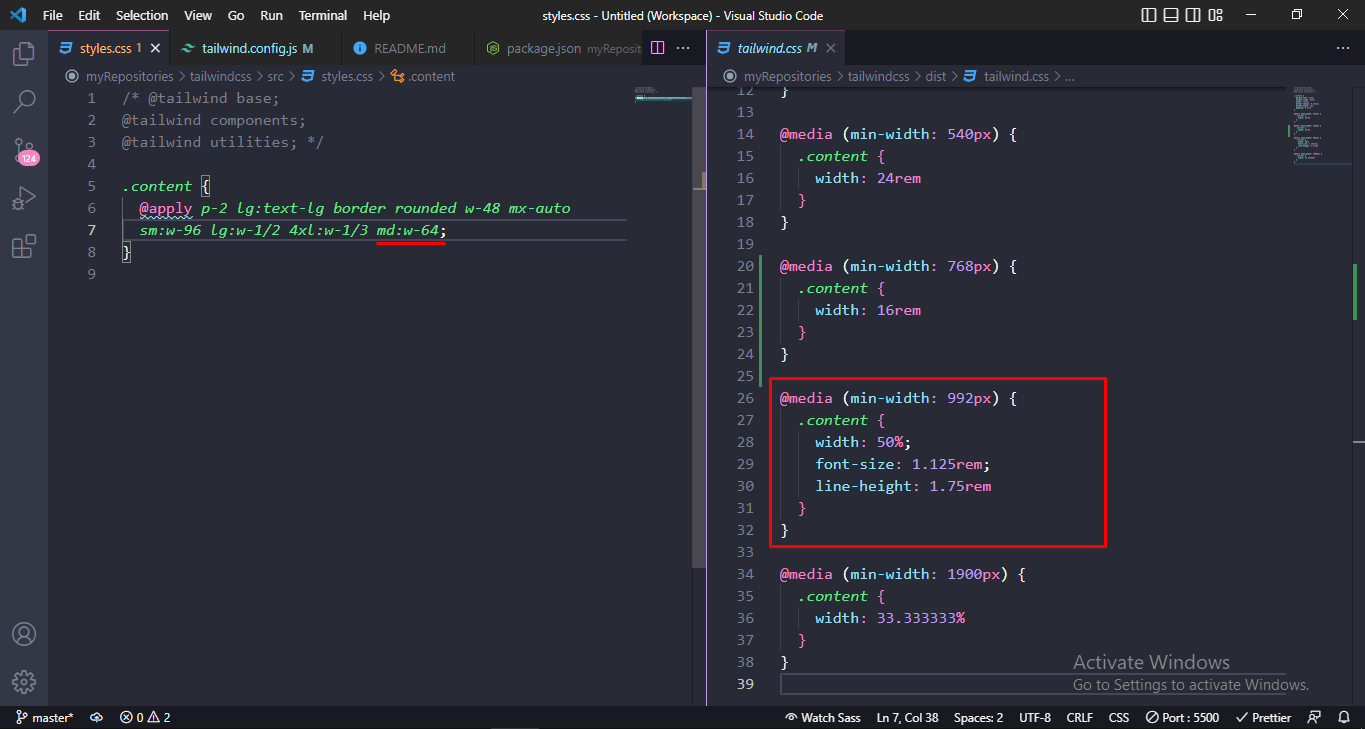 File Edit Selection View Go Run Terminal Help
styles.css - Untitled (Workspace) - Visual Studio Code
styles.css 1
tailwind.config.js M
README.md
package.json myReposit
tailwind.css M
myRepositories > tailwindcss > src > styles.css > .content
124
1 /* @tailwind base;
2 @tailwind components;
3 @tailwind utilities; */
4
5 .content {
6 @apply p-2 lg:text-lg border rounded w-48 mx-auto
7 sm:w-96 lg:w-1/2 4xl:w-1/3 md:w-64;
8 }
9
myRepositories > tailwindcss > dist > tailwind.css > ...
12 }
13
14 @media (min-width: 540px) {
15 .content {
16 width: 24rem
17 }
18 }
19
20 @media (min-width: 768px) {
21 .content {
22 width: 16rem
23 }
24 }
25
26 @media (min-width: 992px) {
27 .content {
28 width: 50%;
29 font-size: 1.125rem;
30 line-height: 1.75rem
31 }
32 }
33
34 @media (min-width: 1900px) {
35 .content {
36 width: 33.333333%
37 }
38 }
39
Activate Windows
Go to Settings to activate Windows.
master* 0 2
Watch Sass Ln 7, Col 38 Spaces: 2 UTF-8 CRLF CSS Port : 5500 Prettier